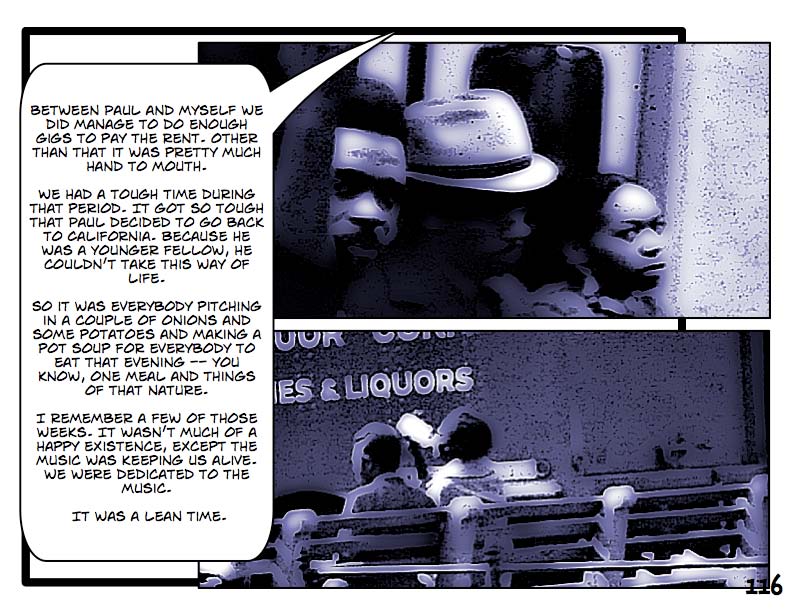 BETWEEN PAUL AND MYSELF WE
DID MANAGE TO DO ENOUGH
GIGS TO PAY THE RENT. OTHER
THAN THAT IT WAS PRETTY MUCH
HAND TO MOUTH.
WE HAD A TOUGH TIME DURING
THAT PERIOD. IT GOT SO TOUGH
THAT PAUL DECIDED TO GO BACK
TO CALIFORNIA. BECAUSE HE
WAS A YOUNGER FELLOW, HE
COULDN'T TAKE THIS WAY OF
LIFE.
SO IT WAS EVERYBODY PITCHING
IN A COUPLE OF ONIONS AND
SOME POTATOES AND MAKING A
POT SOUP FOR EVERYBODY TO
EAT THAT EVENING -- YOU
KNOW, ONE MEAL AND THINGS
OF THAT NATURE.
I REMEMBER A FEW OF THOSE
WEEKS. IT WASN'T MUCH OF A
HAPPY EXISTENCE, EXCEPT THE
MUSIC WAS KEEPING US ALIVE.
WE WERE DEDICATED TO THE
MUSIC.
IT WAS A LEAN TIME.
& LIQUORS
116